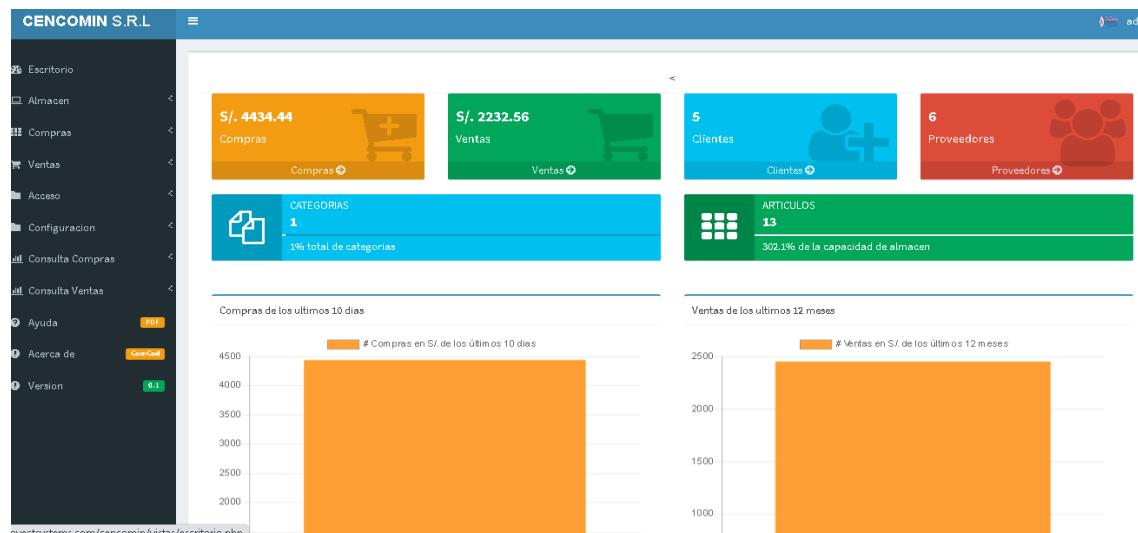 CENCOMIN S.R.L
ad
Escritorio
Almacen
Compras
Ventas
Acceso
Configuracion
Consulta Compras
Consulta Ventas
Ayuda PDF
Acerca de ComCod
Version 0.1
<
S/. 4434.44
Compras
Compras
S/. 2232.56
Ventas
Ventas
5
Clientes
Clientes
6
Proveedores
Proveedores
CATEGORIAS
1
1% total de categorias
ARTICULOS
13
302.1% de la capacidad de almacen
Compras de los ultimos 10 dias
# Compras en S/. de los últimos 10 dias
4500
4000
3500
3000
2500
2000
Ventas de los ultimos 12 meses
# Ventas en S/. de los últimos 12 meses
2500
2000
1500
1000